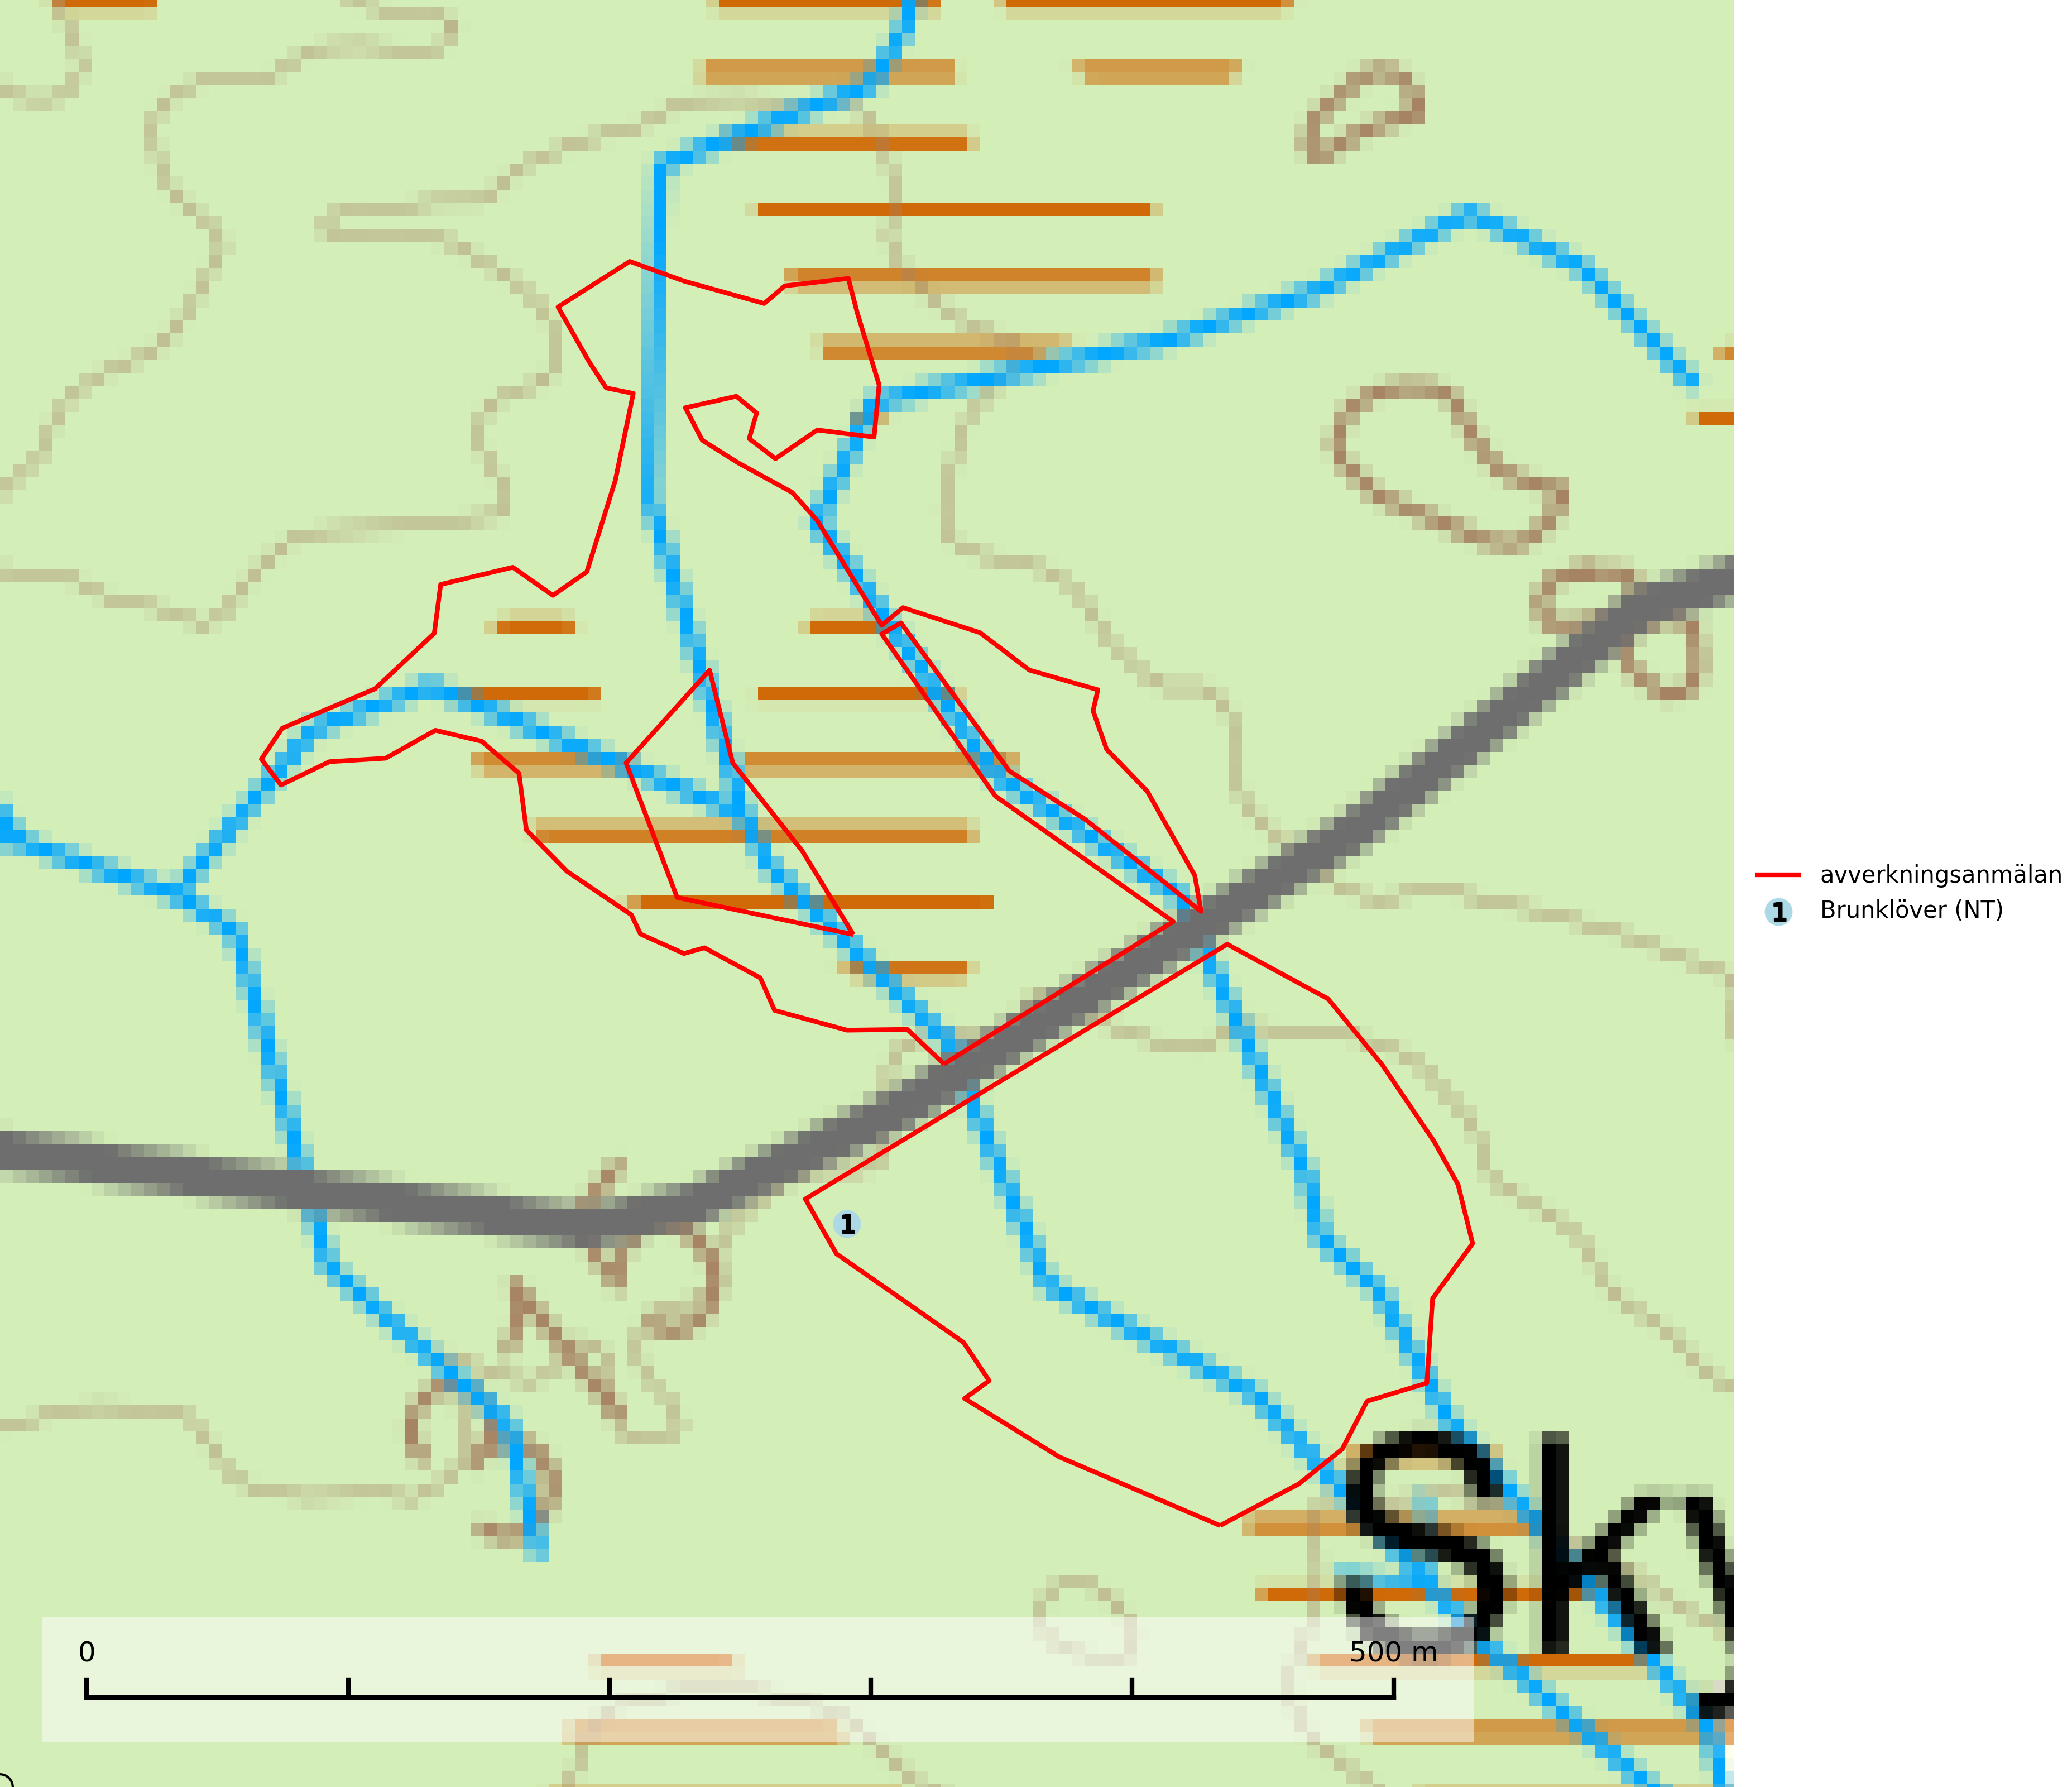 avverkningsanmälan
1 Brunklöver (NT)
1
Sk
0 500 m